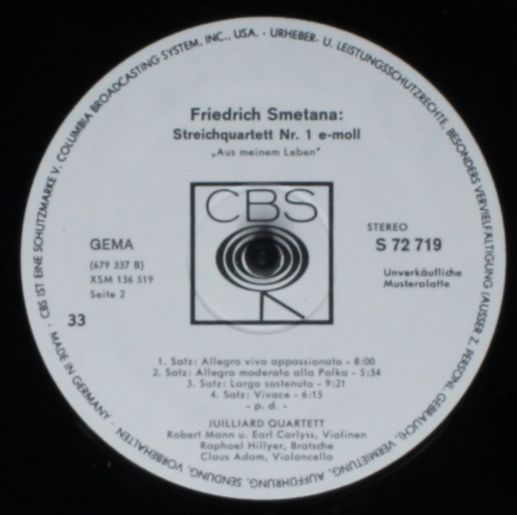 Friedrich Smetana:
Streichquartett Nr. 1 e-moll
„Aus meinem Leben"
CBS
GEMA
(679 337 B)
XSM 136 519
Seite 2
33
STEREO
S 72 719
Unverkäufliche
Musterplatte
1. Satz: Allegro vivo appassionato - 8:00
2. Satz: Allegro moderato alla Polka - 5:34
3. Satz: Largo sostenuto - 9:21
4. Satz: Vivace - 6:15
- p. d. -
JUILLIARD QUARTETT
Robert Mann u. Earl Carlyss, Violinen
Raphael Hillyer, Bratsche
Claus Adam, Violoncello
· CBS IST EINE SCHUTZMARKE V. COLUMBIA BROADCASTING SYSTEM, INC., USA. · URHEBER- U. LEISTUNGSSCHUTZRECHTE, BESONDERS VERVIELFÄLTIGUNG (AUSSER Z. PERSÖNL. GEBRAUCH), VERMIETUNG, AUFFÜHRUNG, SENDUNG, VORBEHALTEN · MADE IN GERMANY